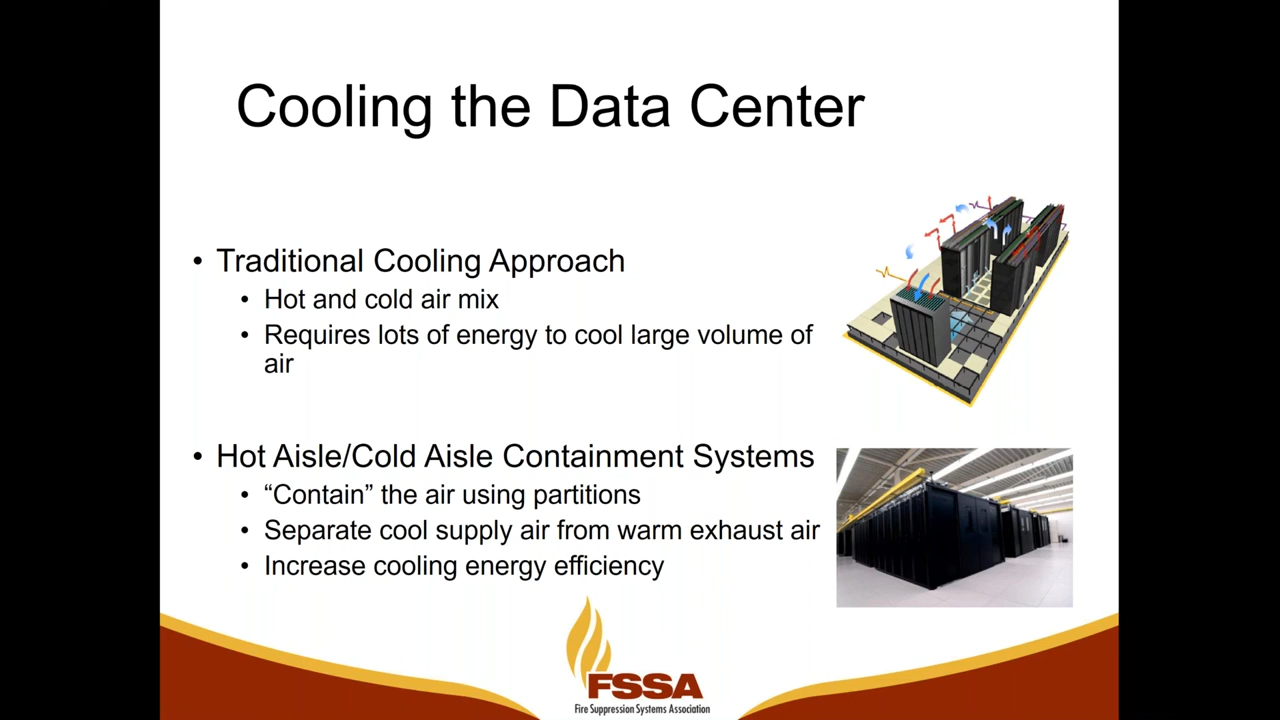 Cooling the Data Center
• Traditional Cooling Approach
• Hot and cold air mix
• Requires lots of energy to cool large volume of
air
• Hot Aisle/Cold Aisle Containment Systems
• “Contain” the air using partitions
• Separate cool supply air from warm exhaust air
• Increase cooling energy efficiency
FSSA
Fire Suppression Systems Association